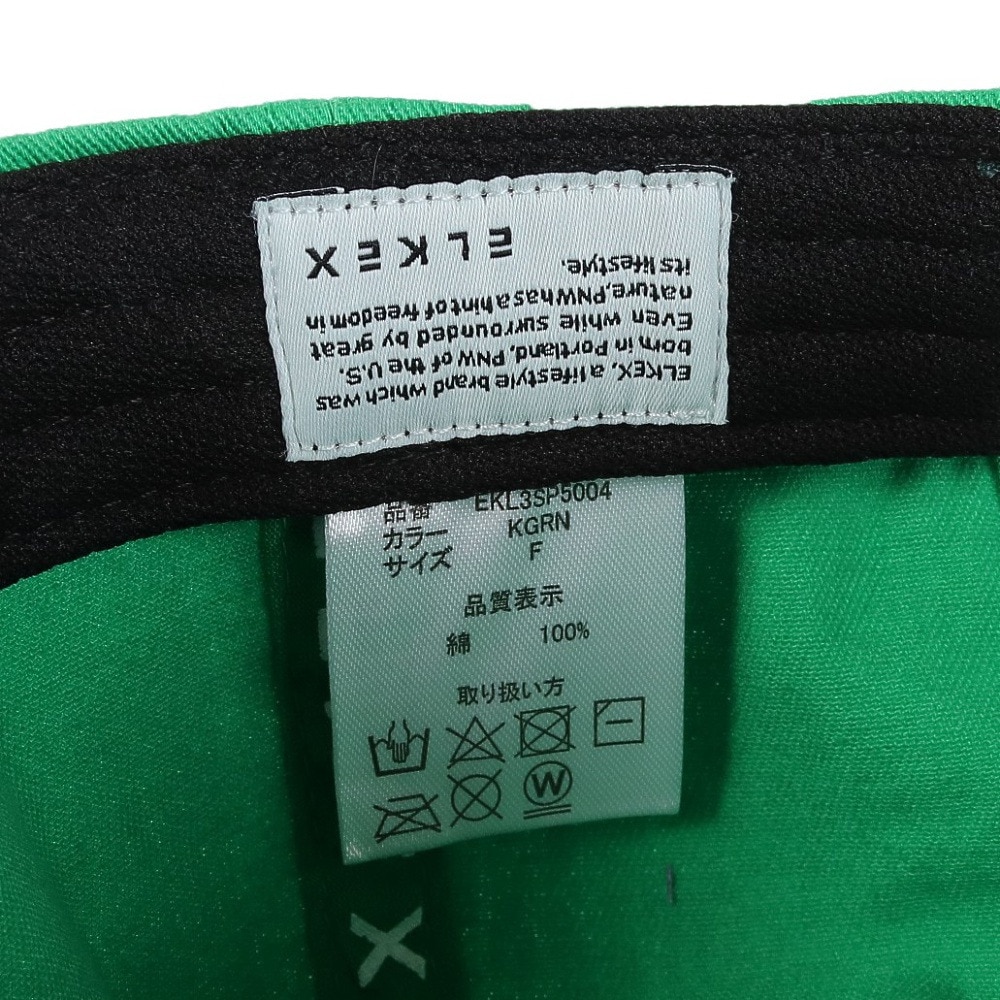 ELKEX, a lifestyle brand which was
born in Portland, PNW of the U.S.
Even while surrounded by great
nature,PNW has a hint of freedom in
its lifestyle.
ELKEX
品番 EKL3SP5004
カラー KGRN
サイズ F
品質表示
綿 100%
取り扱い方
W
X